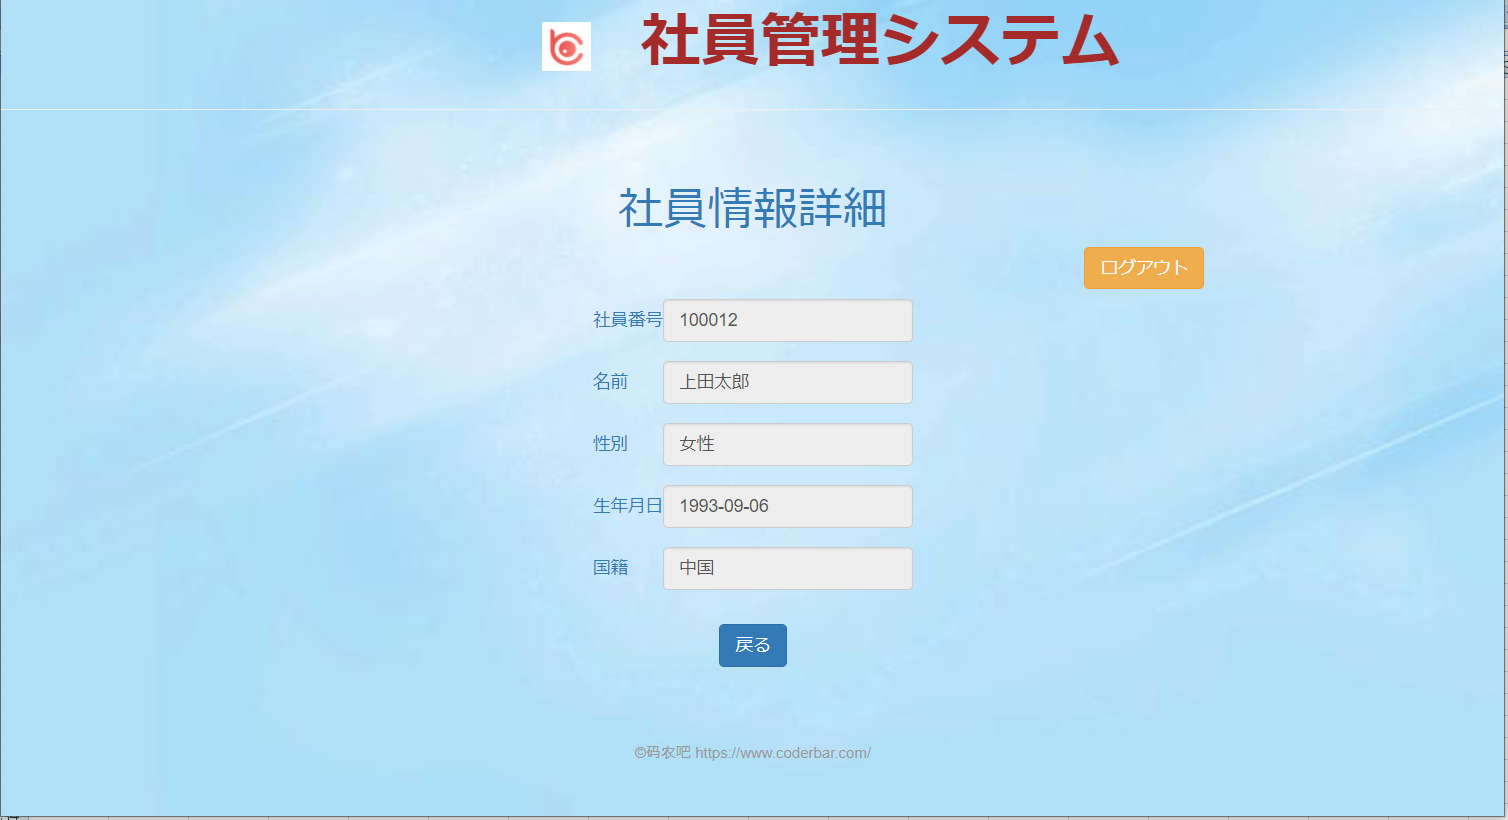 社員管理システム
社員情報詳細
ログアウト
社員番号 100012
名前 上田太郎
性別 女性
生年月日 1993-09-06
国籍 中国
戻る
©码农吧 https://www.coderbar.com/